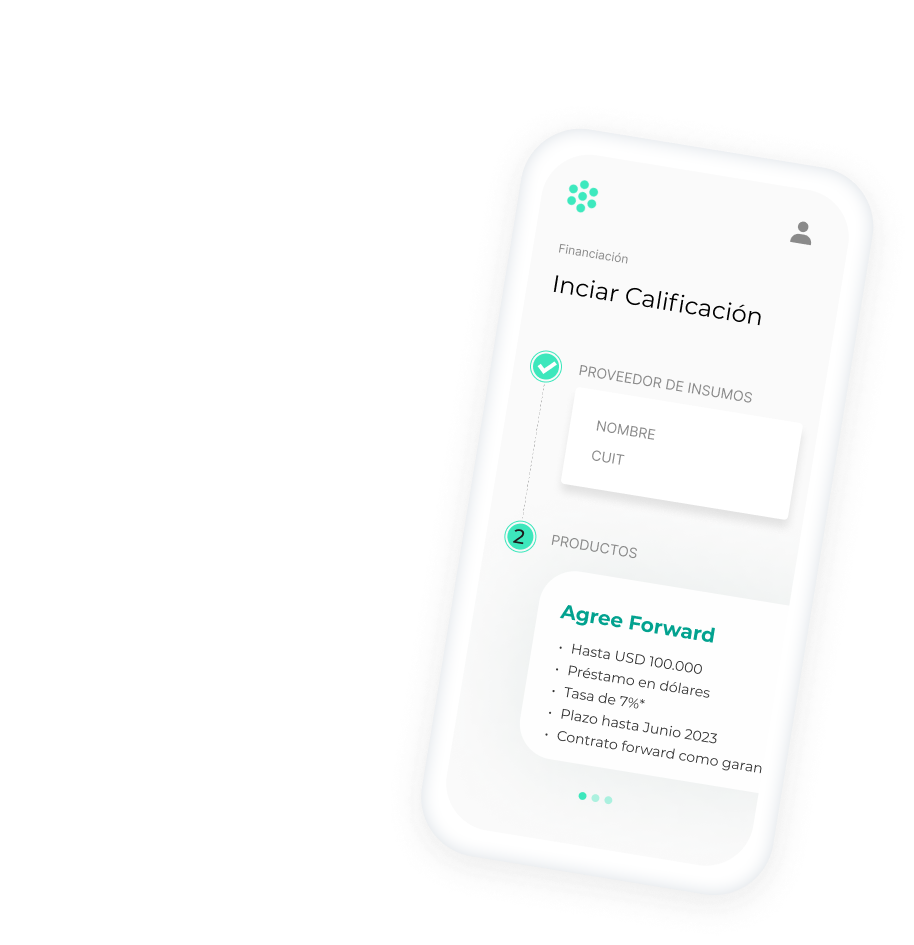 Financiación
Inciar Calificación
PROVEEDOR DE INSUMOS
NOMBRE
CUIT
2
PRODUCTOS
Agree Forward
• Hasta USD 100.000
• Préstamo en dólares
• Tasa de 7%*
• Plazo hasta Junio 2023
• Contrato forward como garan